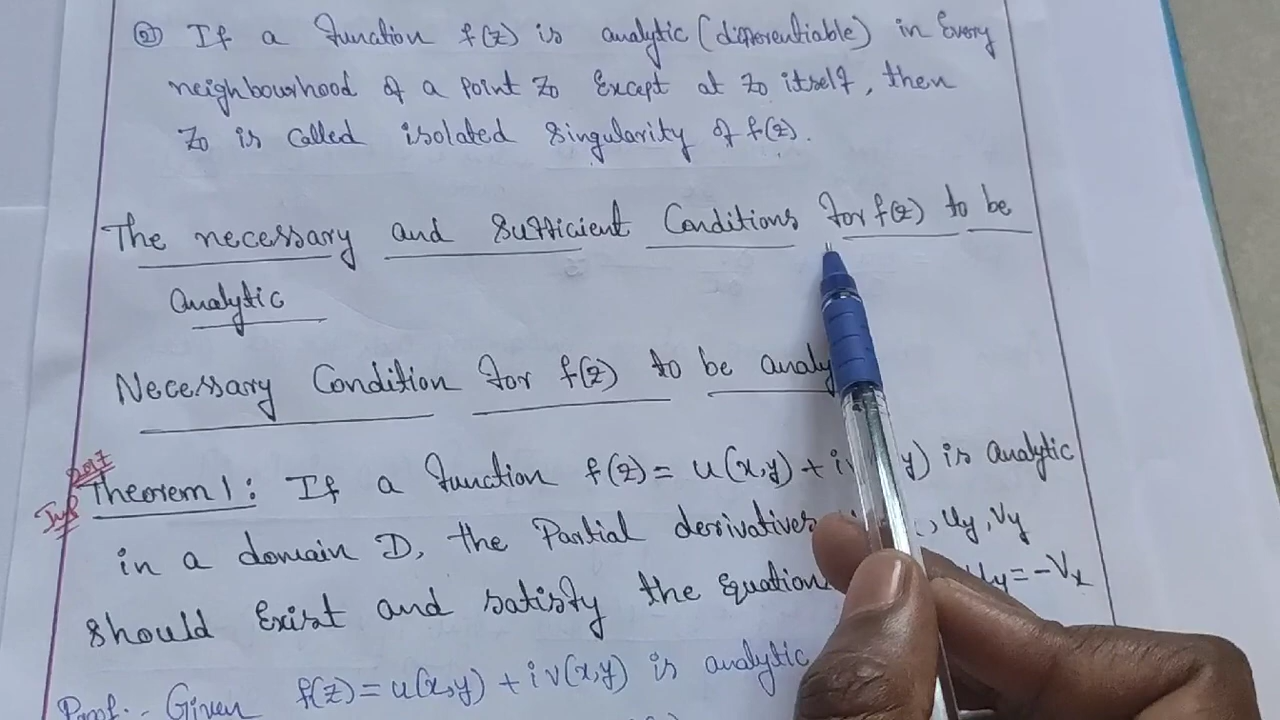 ② If a function f(z) is analytic (differentiable) in Every
neighbourhood of a point z₀ Except at z₀ itself, then
z₀ is called isolated singularity of f(z).
The necessary and sufficient Conditions for f(z) to be
analytic
Necessary Condition for f(z) to be analy
2017
Theorem 1: If a function f(z) = u(x,y) + i y) is analytic
in a domain D, the Partial derivatives , uy, vy
should Exist and satisfy the Equation uy = -vx
Proof:- Given f(z) = u(x,y) + i v(x,y) is analytic